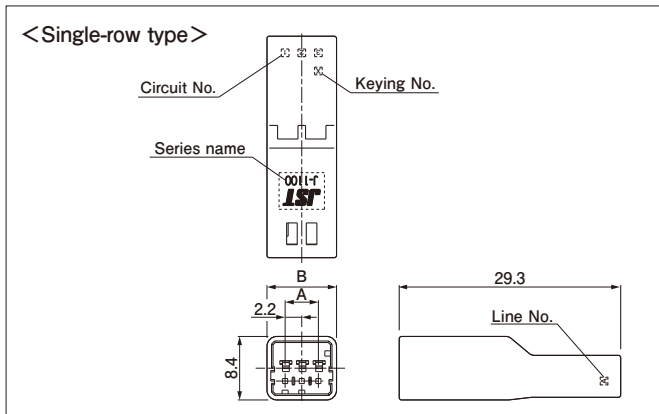 <Single-row type>
Circuit No.
Keying No.
Series name
J-1100
JST
B
A
2.2
8.4
29.3
Line No.